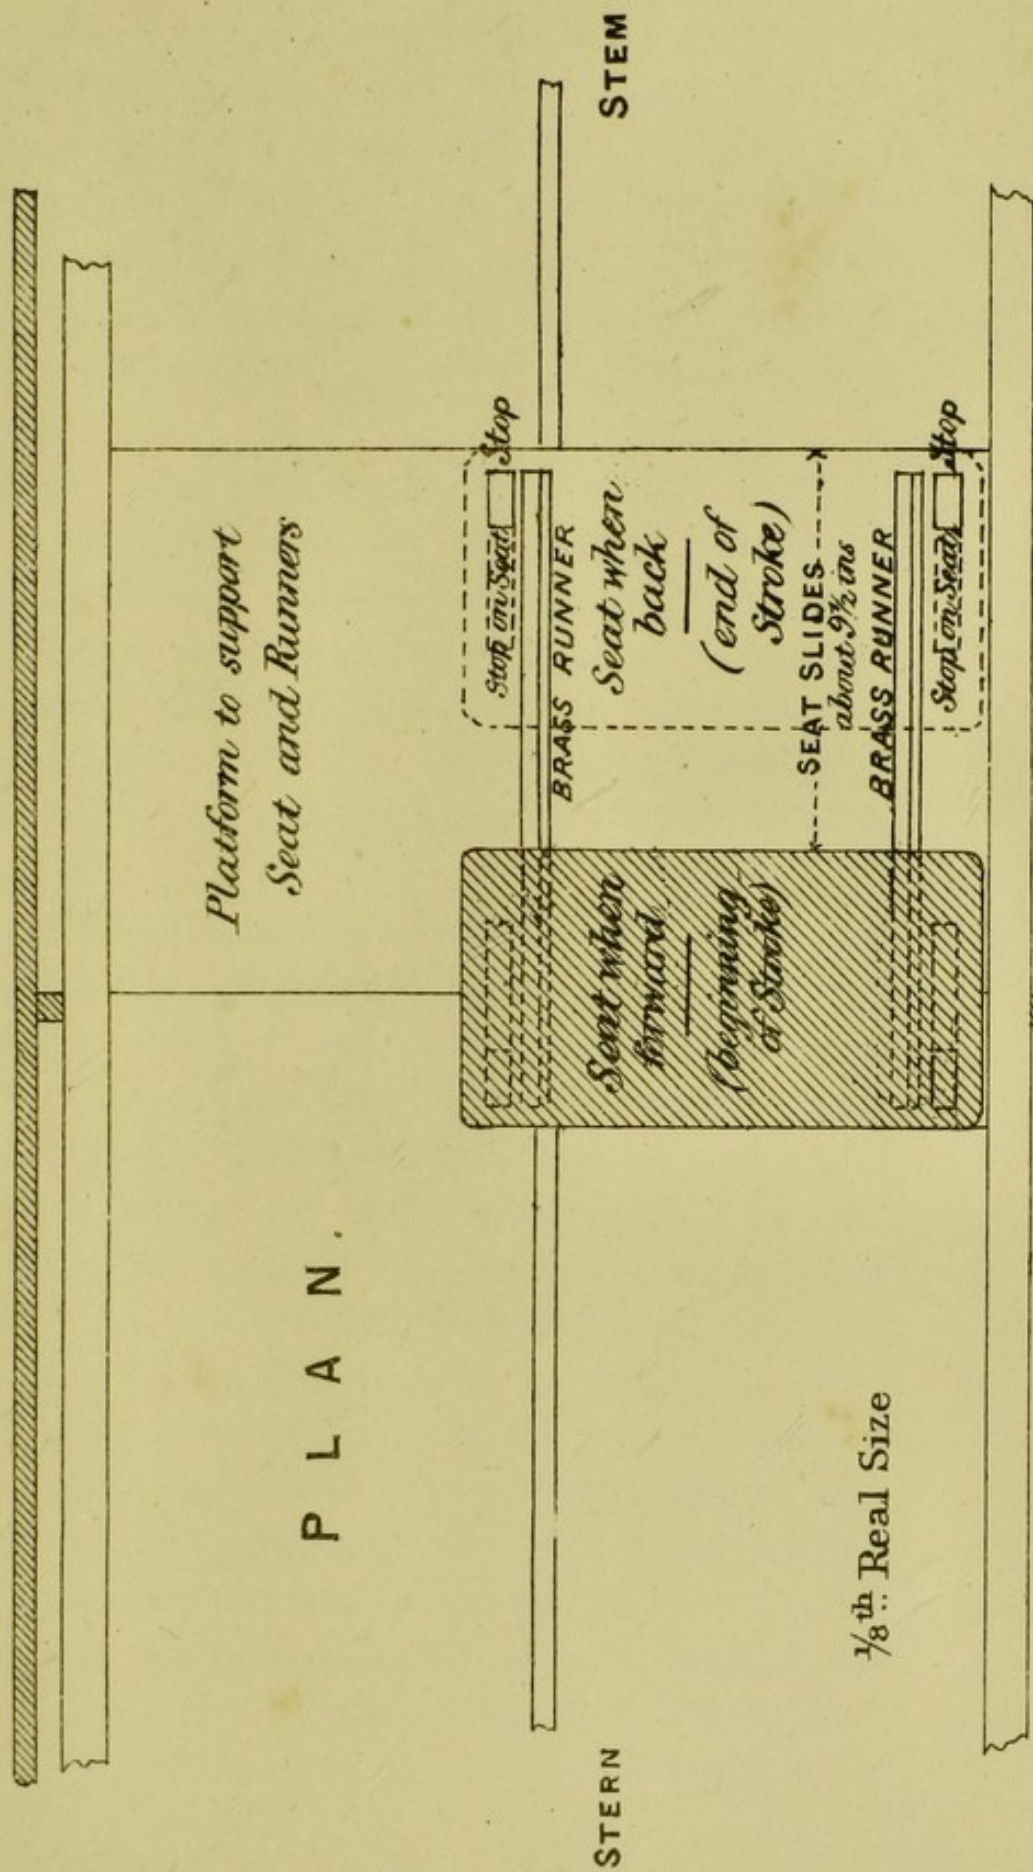 STEM
STERN
PLAN.
Platform to support
Seat and Runners
Stop
Stop on Seat
BRASS RUNNER
Seat when
back
(end of
Stroke)
SEAT SLIDES
about 9½ ins
BRASS RUNNER
Stop on Seat
Stop
Seat when
forward
(beginning
of Stroke)
⅛th Real Size